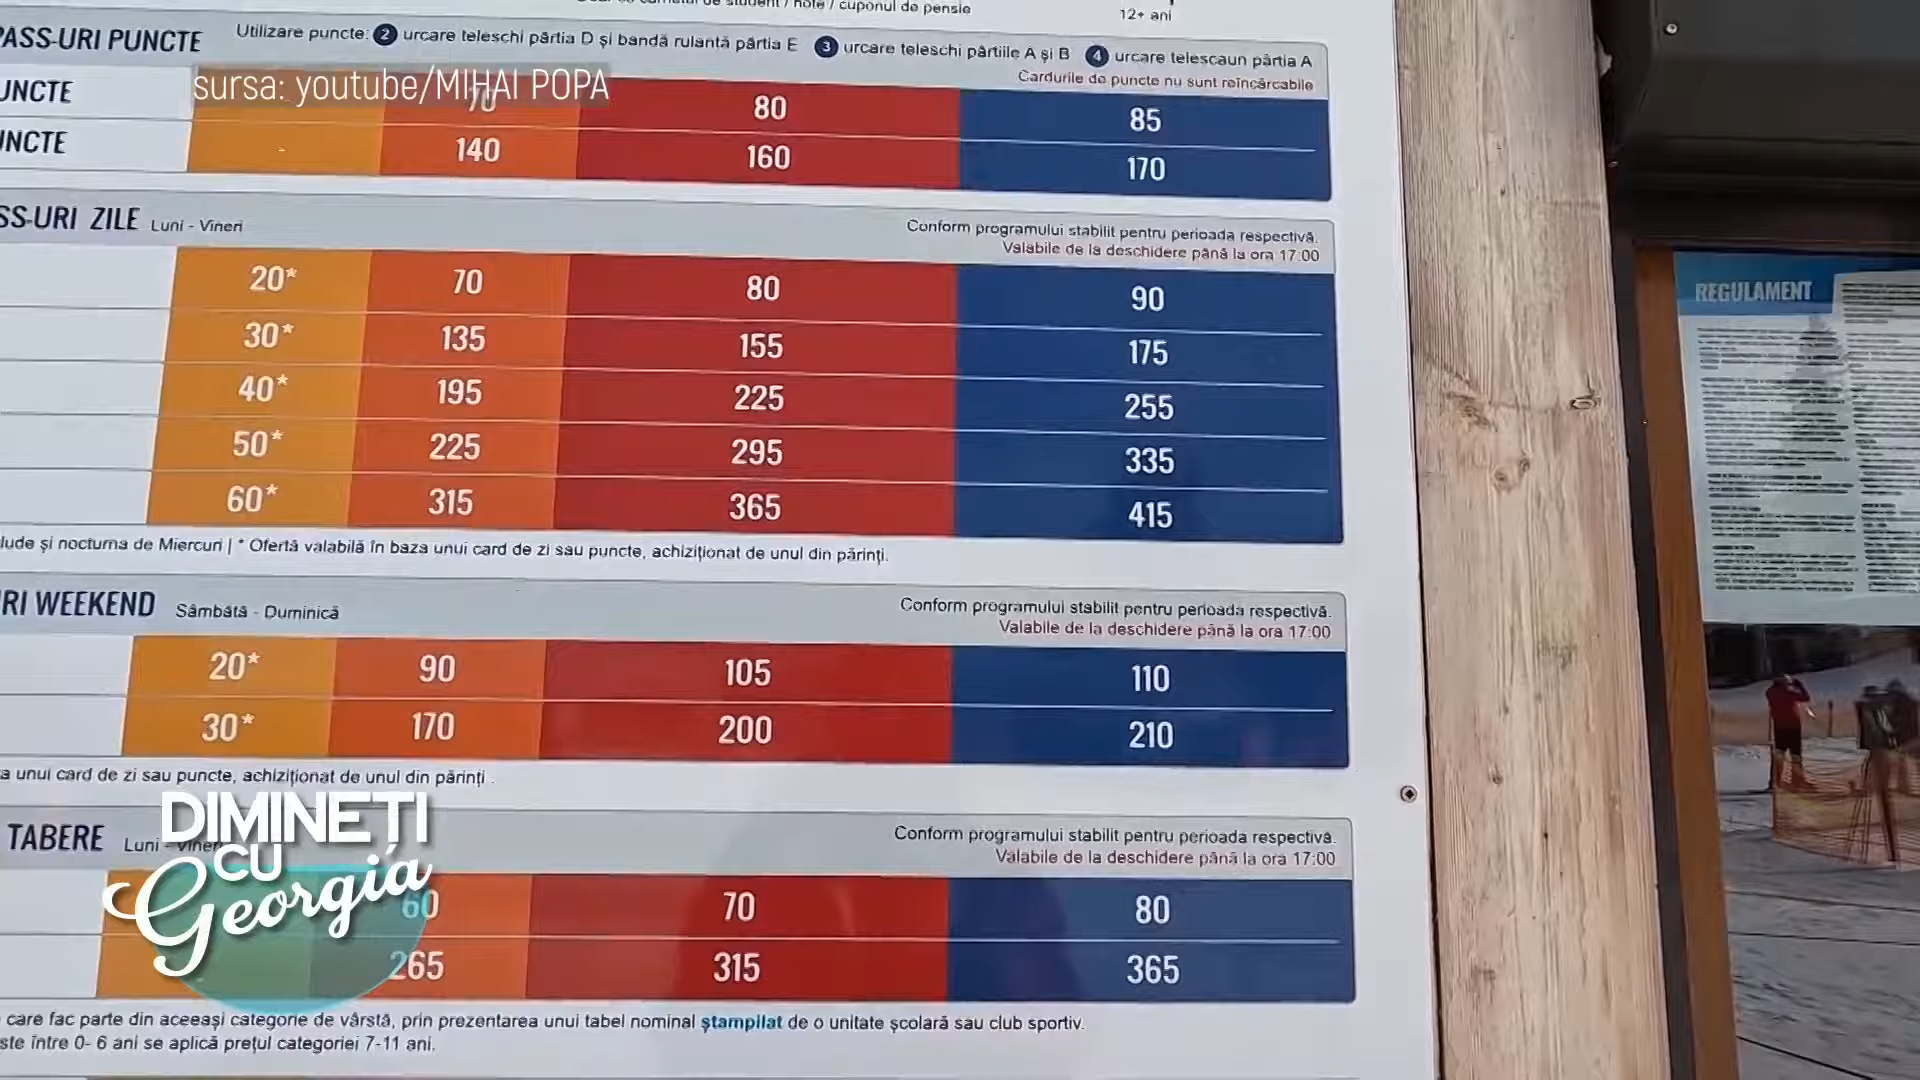 12+ ani
PASS-URI PUNCTE Utilizare puncte: 2 urcare teleschi pârtia D și bandă rulantă pârtia E 3 urcare teleschi pârtiile A și B 4 urcare telescaun pârtia A
Cardurile de puncte nu sunt reîncărcabile
sursa: youtube/MIHAI POPA
UNCTE 70 80 85
UNCTE - 140 160 170
SS-URI ZILE Luni - Vineri Conform programului stabilit pentru perioada respectivă.
Valabile de la deschidere până la ora 17:00
20* 70 80 90
30* 135 155 175
40* 195 225 255
50* 225 295 335
60* 315 365 415
lude și nocturna de Miercuri | * Ofertă valabilă în baza unui card de zi sau puncte, achiziționat de unul din părinți.
RI WEEKEND Sâmbătă - Duminică Conform programului stabilit pentru perioada respectivă.
Valabile de la deschidere până la ora 17:00
20* 90 105 110
30* 170 200 210
a unui card de zi sau puncte, achiziționat de unul din părinți.
TABERE Luni - Vineri Conform programului stabilit pentru perioada respectivă.
Valabile de la deschidere până la ora 17:00
60 70 80
265 315 365
care fac parte din aceeași categorie de vârstă, prin prezentarea unui tabel nominal ștampilat de o unitate școlară sau club sportiv.
ste între 0- 6 ani se aplică prețul categoriei 7-11 ani.
DIMINETI
CU
Georgia
REGULAMENT